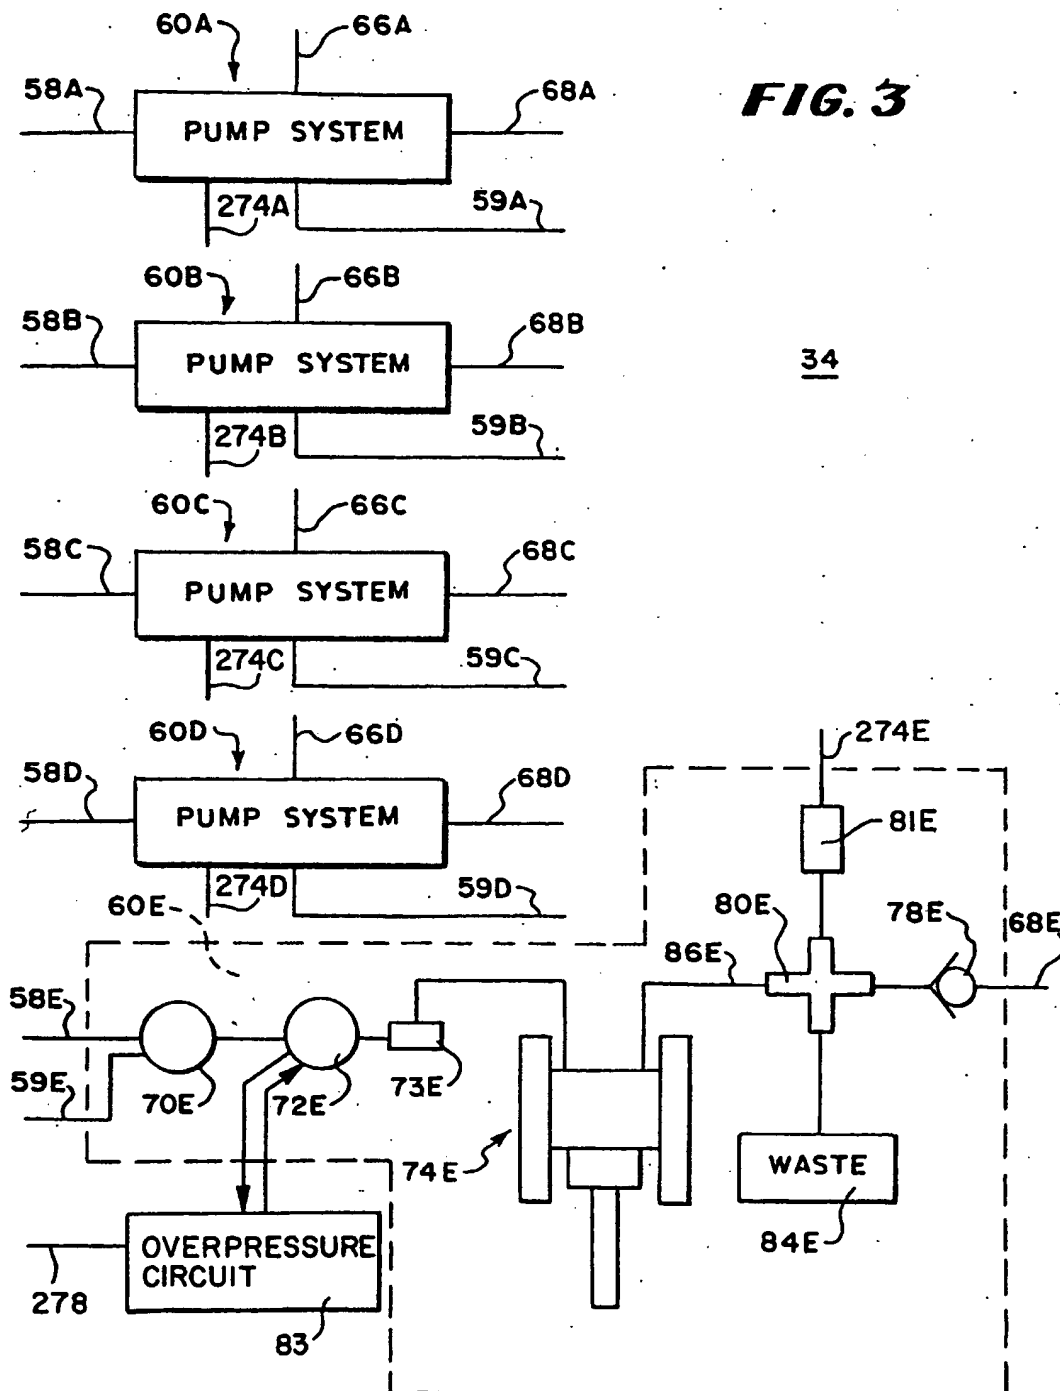 60A 66A
58A 68A FIG. 3
PUMP SYSTEM
274A 59A
60B 66B
58B 68B
PUMP SYSTEM 34
274B 59B
60C 66C
58C 68C
PUMP SYSTEM
274C 59C
60D 66D 274E
58D 68D
PUMP SYSTEM 81E
274D 59D
60E 80E 78E 68E
86E
58E
59E 70E 72E 73E
74E WASTE
84E
OVERPRESSURE
CIRCUIT
278
83